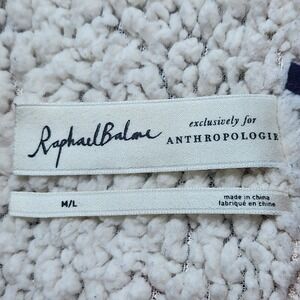 RaphaelBalme
exclusively for
ANTHROPOLOGIE
M/L
made in china
fabriqué en chine